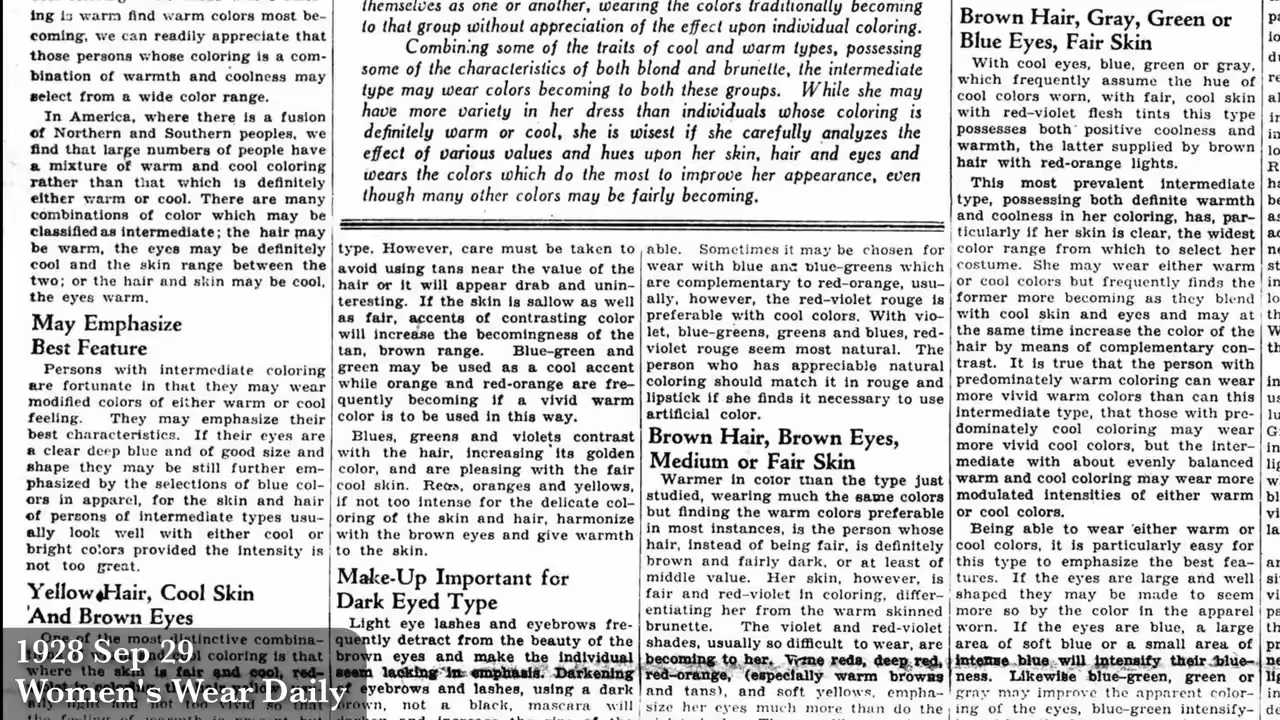 ing is warm find warm colors most be-
coming, we can readily appreciate that
those persons whose coloring is a com-
bination of warmth and coolness may
select from a wide color range.
In America, where there is a fusion
of Northern and Southern peoples, we
find that large numbers of people have
a mixture of warm and cool coloring
rather than that which is definitely
either warm or cool. There are many
combinations of color which may be
classified as intermediate; the hair may
be warm, the eyes may be definitely
cool and the skin range between the
two; or the hair and skin may be cool,
the eyes warm.
May Emphasize
Best Feature
Persons with intermediate coloring
are fortunate in that they may wear
modified colors of either warm or cool
feeling. They may emphasize their
best characteristics. If their eyes are
a clear deep blue and of good size and
shape they may be still further em-
phasized by the selections of blue col-
ors in apparel, for the skin and hair
of persons of intermediate types usu-
ally look well with either cool or
bright colors provided the intensity is
not too great.
Yellow Hair, Cool Skin
And Brown Eyes
One of the most distinctive combina-
coloring is that
where the skin is fair and cool, red-
themselves as one or another, wearing the colors traditionally becoming
to that group without appreciation of the effect upon individual coloring.
Combining some of the traits of cool and warm types, possessing
some of the characteristics of both blond and brunette, the intermediate
type may wear colors becoming to both these groups. While she may
have more variety in her dress than individuals whose coloring is
definitely warm or cool, she is wisest if she carefully analyzes the
effect of various values and hues upon her skin, hair and eyes and
wears the colors which do the most to improve her appearance, even
though many other colors may be fairly becoming.
type. However, care must be taken to
avoid using tans near the value of the
hair or it will appear drab and unin-
teresting. If the skin is sallow as well
as fair, accents of contrasting color
will increase the becomingness of the
tan, brown range. Blue-green and
green may be used as a cool accent
while orange and red-orange are fre-
quently becoming if a vivid warm
color is to be used in this way.
Blues, greens and violets contrast
with the hair, increasing its golden
color, and are pleasing with the fair
cool skin. Reds, oranges and yellows,
if not too intense for the delicate col-
oring of the skin and hair, harmonize
with the brown eyes and give warmth
to the skin.
Make-Up Important for
Dark Eyed Type
Light eye lashes and eyebrows fre-
quently detract from the beauty of the
brown eyes and make the individual
seem lacking in emphasis. Darkening
eyebrows and lashes, using a dark
brown, not a black, mascara will
able. Sometimes it may be chosen for
wear with blue and blue-greens which
are complementary to red-orange, usu-
ally, however, the red-violet rouge is
preferable with cool colors. With vio-
let, blue-greens, greens and blues, red-
violet rouge seem most natural. The
person who has appreciable natural
coloring should match it in rouge and
lipstick if she finds it necessary to use
artificial color.
Brown Hair, Brown Eyes,
Medium or Fair Skin
Warmer in color than the type just
studied, wearing much the same colors
but finding the warm colors preferable
in most instances, is the person whose
hair, instead of being fair, is definitely
brown and fairly dark, or at least of
middle value. Her skin, however, is
fair and red-violet in coloring, differ-
entiating her from the warm skinned
brunette. The violet and red-violet
shades, usually so difficult to wear, are
becoming to her. reds, deep red,
red-orange, (especially warm browns
and tans), and soft yellows, empha-
size her eyes much more than do the
Brown Hair, Gray, Green or
Blue Eyes, Fair Skin
With cool eyes, blue, green or gray,
which frequently assume the hue of
cool colors worn, with fair, cool skin
with red-violet flesh tints this type
possesses both positive coolness and
warmth, the latter supplied by brown
hair with red-orange lights.
This most prevalent intermediate
type, possessing both definite warmth
and coolness in her coloring, has, par-
ticularly if her skin is clear, the widest
color range from which to select her
costume. She may wear either warm
or cool colors but frequently finds the
former more becoming as they blend
with cool skin and eyes and may at
the same time increase the color of the
hair by means of complementary con-
trast. It is true that the person with
predominately warm coloring can wear
more vivid warm colors than can this
intermediate type, that those with pre-
dominately cool coloring may wear
more vivid cool colors, but the inter-
mediate with about evenly balanced
warm and cool coloring may wear more
modulated intensities of either warm
or cool colors.
Being able to wear either warm or
cool colors, it is particularly easy for
this type to emphasize the best fea-
tures. If the eyes are large and well
shaped they may be made to seem
more so by the color in the apparel
worn. If the eyes are blue, a large
area of soft blue or a small area of
intense blue will intensify their blue-
ness. Likewise blue-green, green or
gray may improve the apparent color-
ing of the eyes, blue-green intensify-
1928 Sep 29
Women's Wear Daily